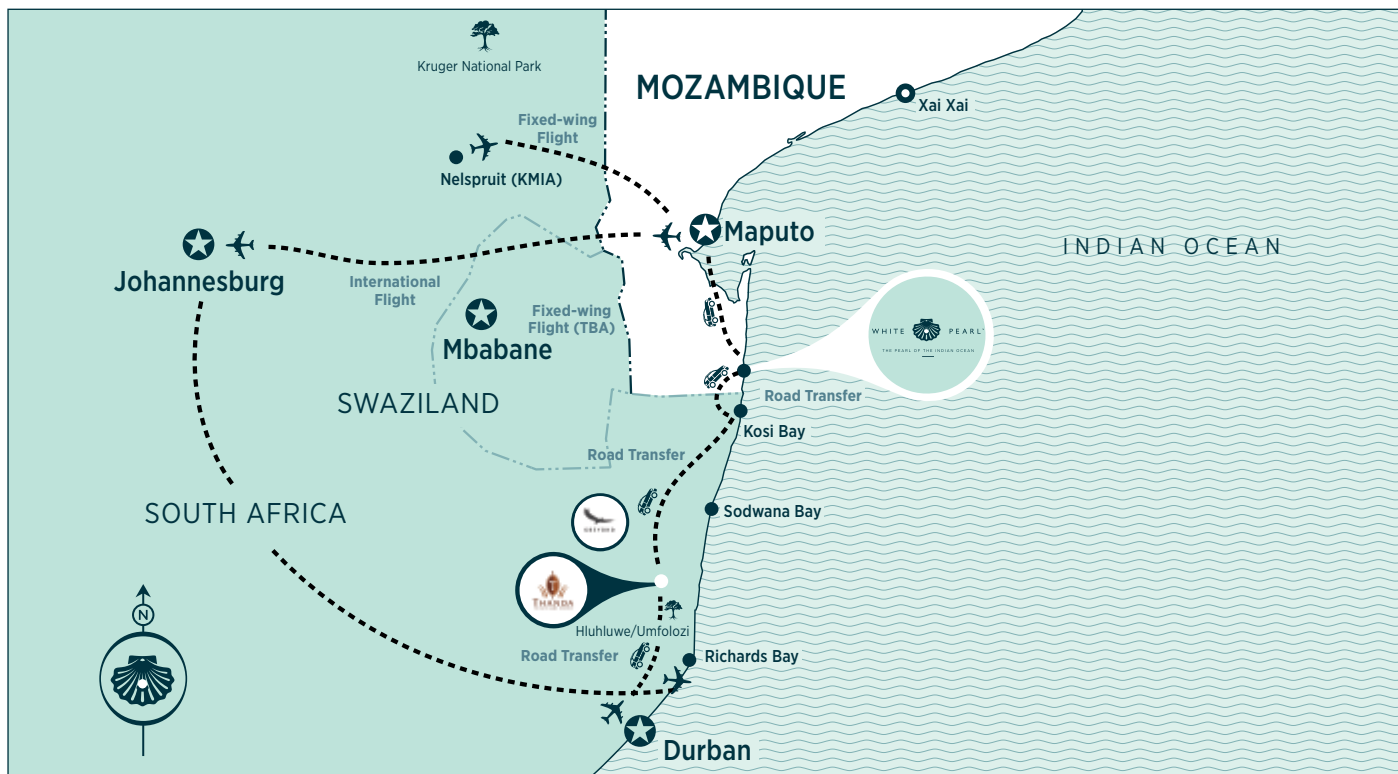 Kruger National Park
MOZAMBIQUE
Xai Xai
Fixed-wing
Flight
Nelspruit (KMIA)
Maputo
INDIAN OCEAN
Johannesburg
International
Flight
Fixed-wing
Flight (TBA)
Mbabane
WHITE PEARL
THE PEARL OF THE INDIAN OCEAN
SWAZILAND
Road Transfer
Kosi Bay
Road Transfer
SOUTH AFRICA
Sodwana Bay
THANDA
N
Hluhluwe/Umfolozi
Road Transfer
Richards Bay
Durban